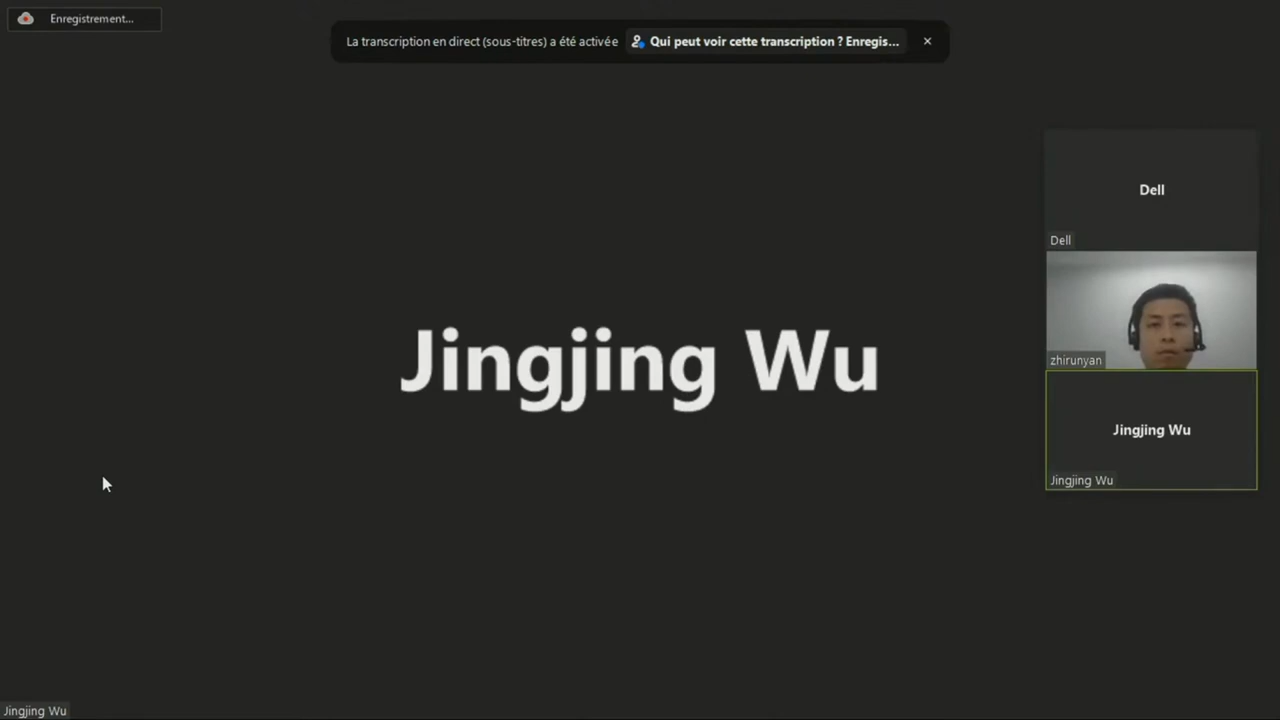 Enregistrement...
La transcription en direct (sous-titres) a été activée Qui peut voir cette transcription ? Enregis... ×
Dell
Dell
zhirunyan
Jingjing Wu
Jingjing Wu
Jingjing Wu
Jingjing Wu